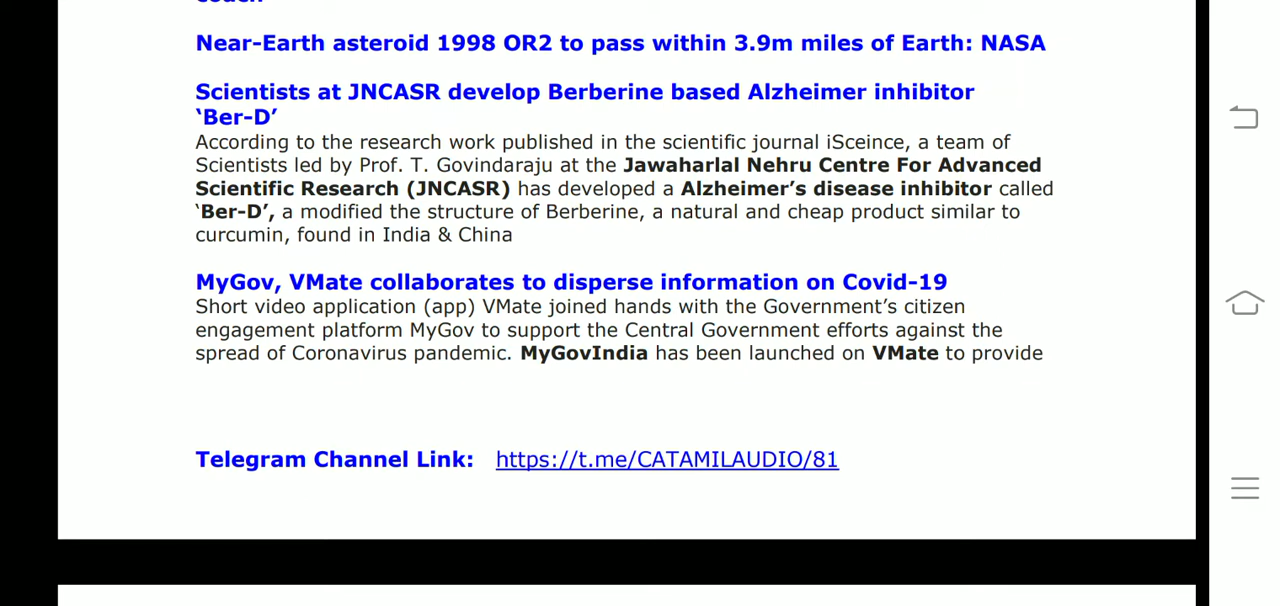 coach
Near-Earth asteroid 1998 OR2 to pass within 3.9m miles of Earth: NASA
Scientists at JNCASR develop Berberine based Alzheimer inhibitor
‘Ber-D’
According to the research work published in the scientific journal iSceince, a team of
Scientists led by Prof. T. Govindaraju at the Jawaharlal Nehru Centre For Advanced
Scientific Research (JNCASR) has developed a Alzheimer’s disease inhibitor called
‘Ber-D’, a modified the structure of Berberine, a natural and cheap product similar to
curcumin, found in India & China
MyGov, VMate collaborates to disperse information on Covid-19
Short video application (app) VMate joined hands with the Government’s citizen
engagement platform MyGov to support the Central Government efforts against the
spread of Coronavirus pandemic. MyGovIndia has been launched on VMate to provide
Telegram Channel Link: https://t.me/CATAMILAUDIO/81